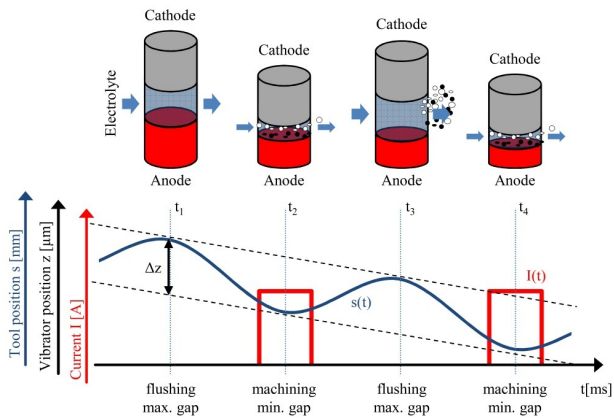 Cathode
Cathode
Cathode
Cathode
Electrolyte
Anode
Anode
Anode
Anode
t1
t2
t3
t4
Tool position s [mm]
Vibrator position z [µm]
Current I [A]
Δz
s(t)
I(t)
flushing
max. gap
machining
min. gap
flushing
max. gap
machining
min. gap
t[ms]